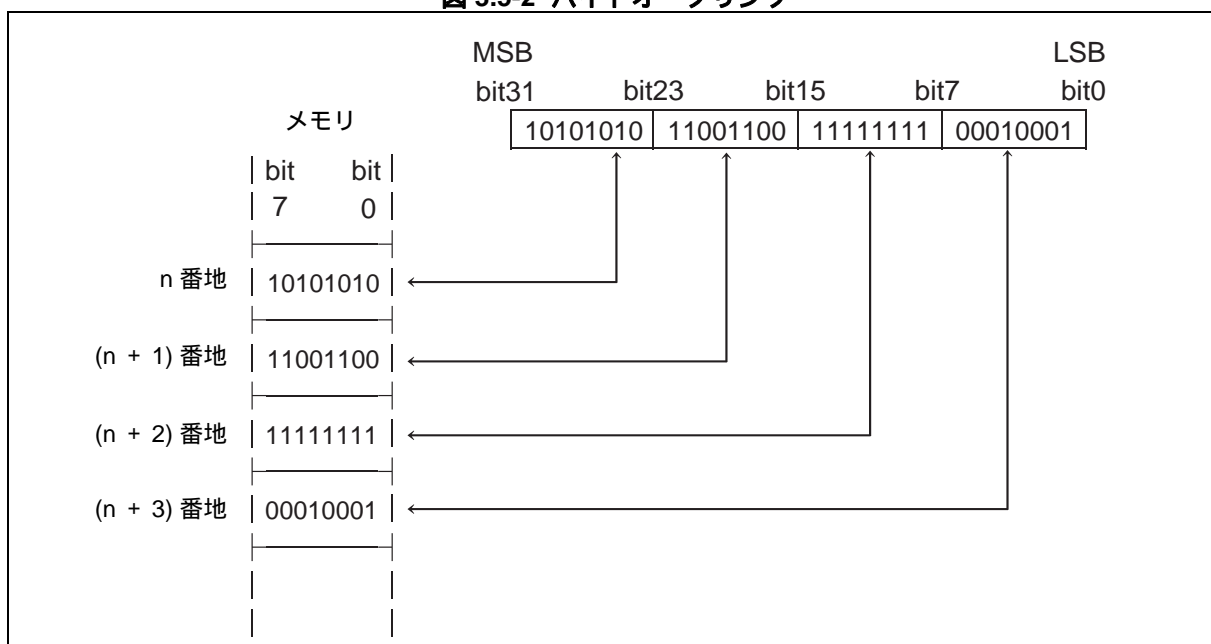 MSB LSB
bit31 bit23 bit15 bit7 bit0
10101010 11001100 11111111 00010001
メモリ
bit bit
7 0
n 番地 10101010
(n + 1) 番地 11001100
(n + 2) 番地 11111111
(n + 3) 番地 00010001